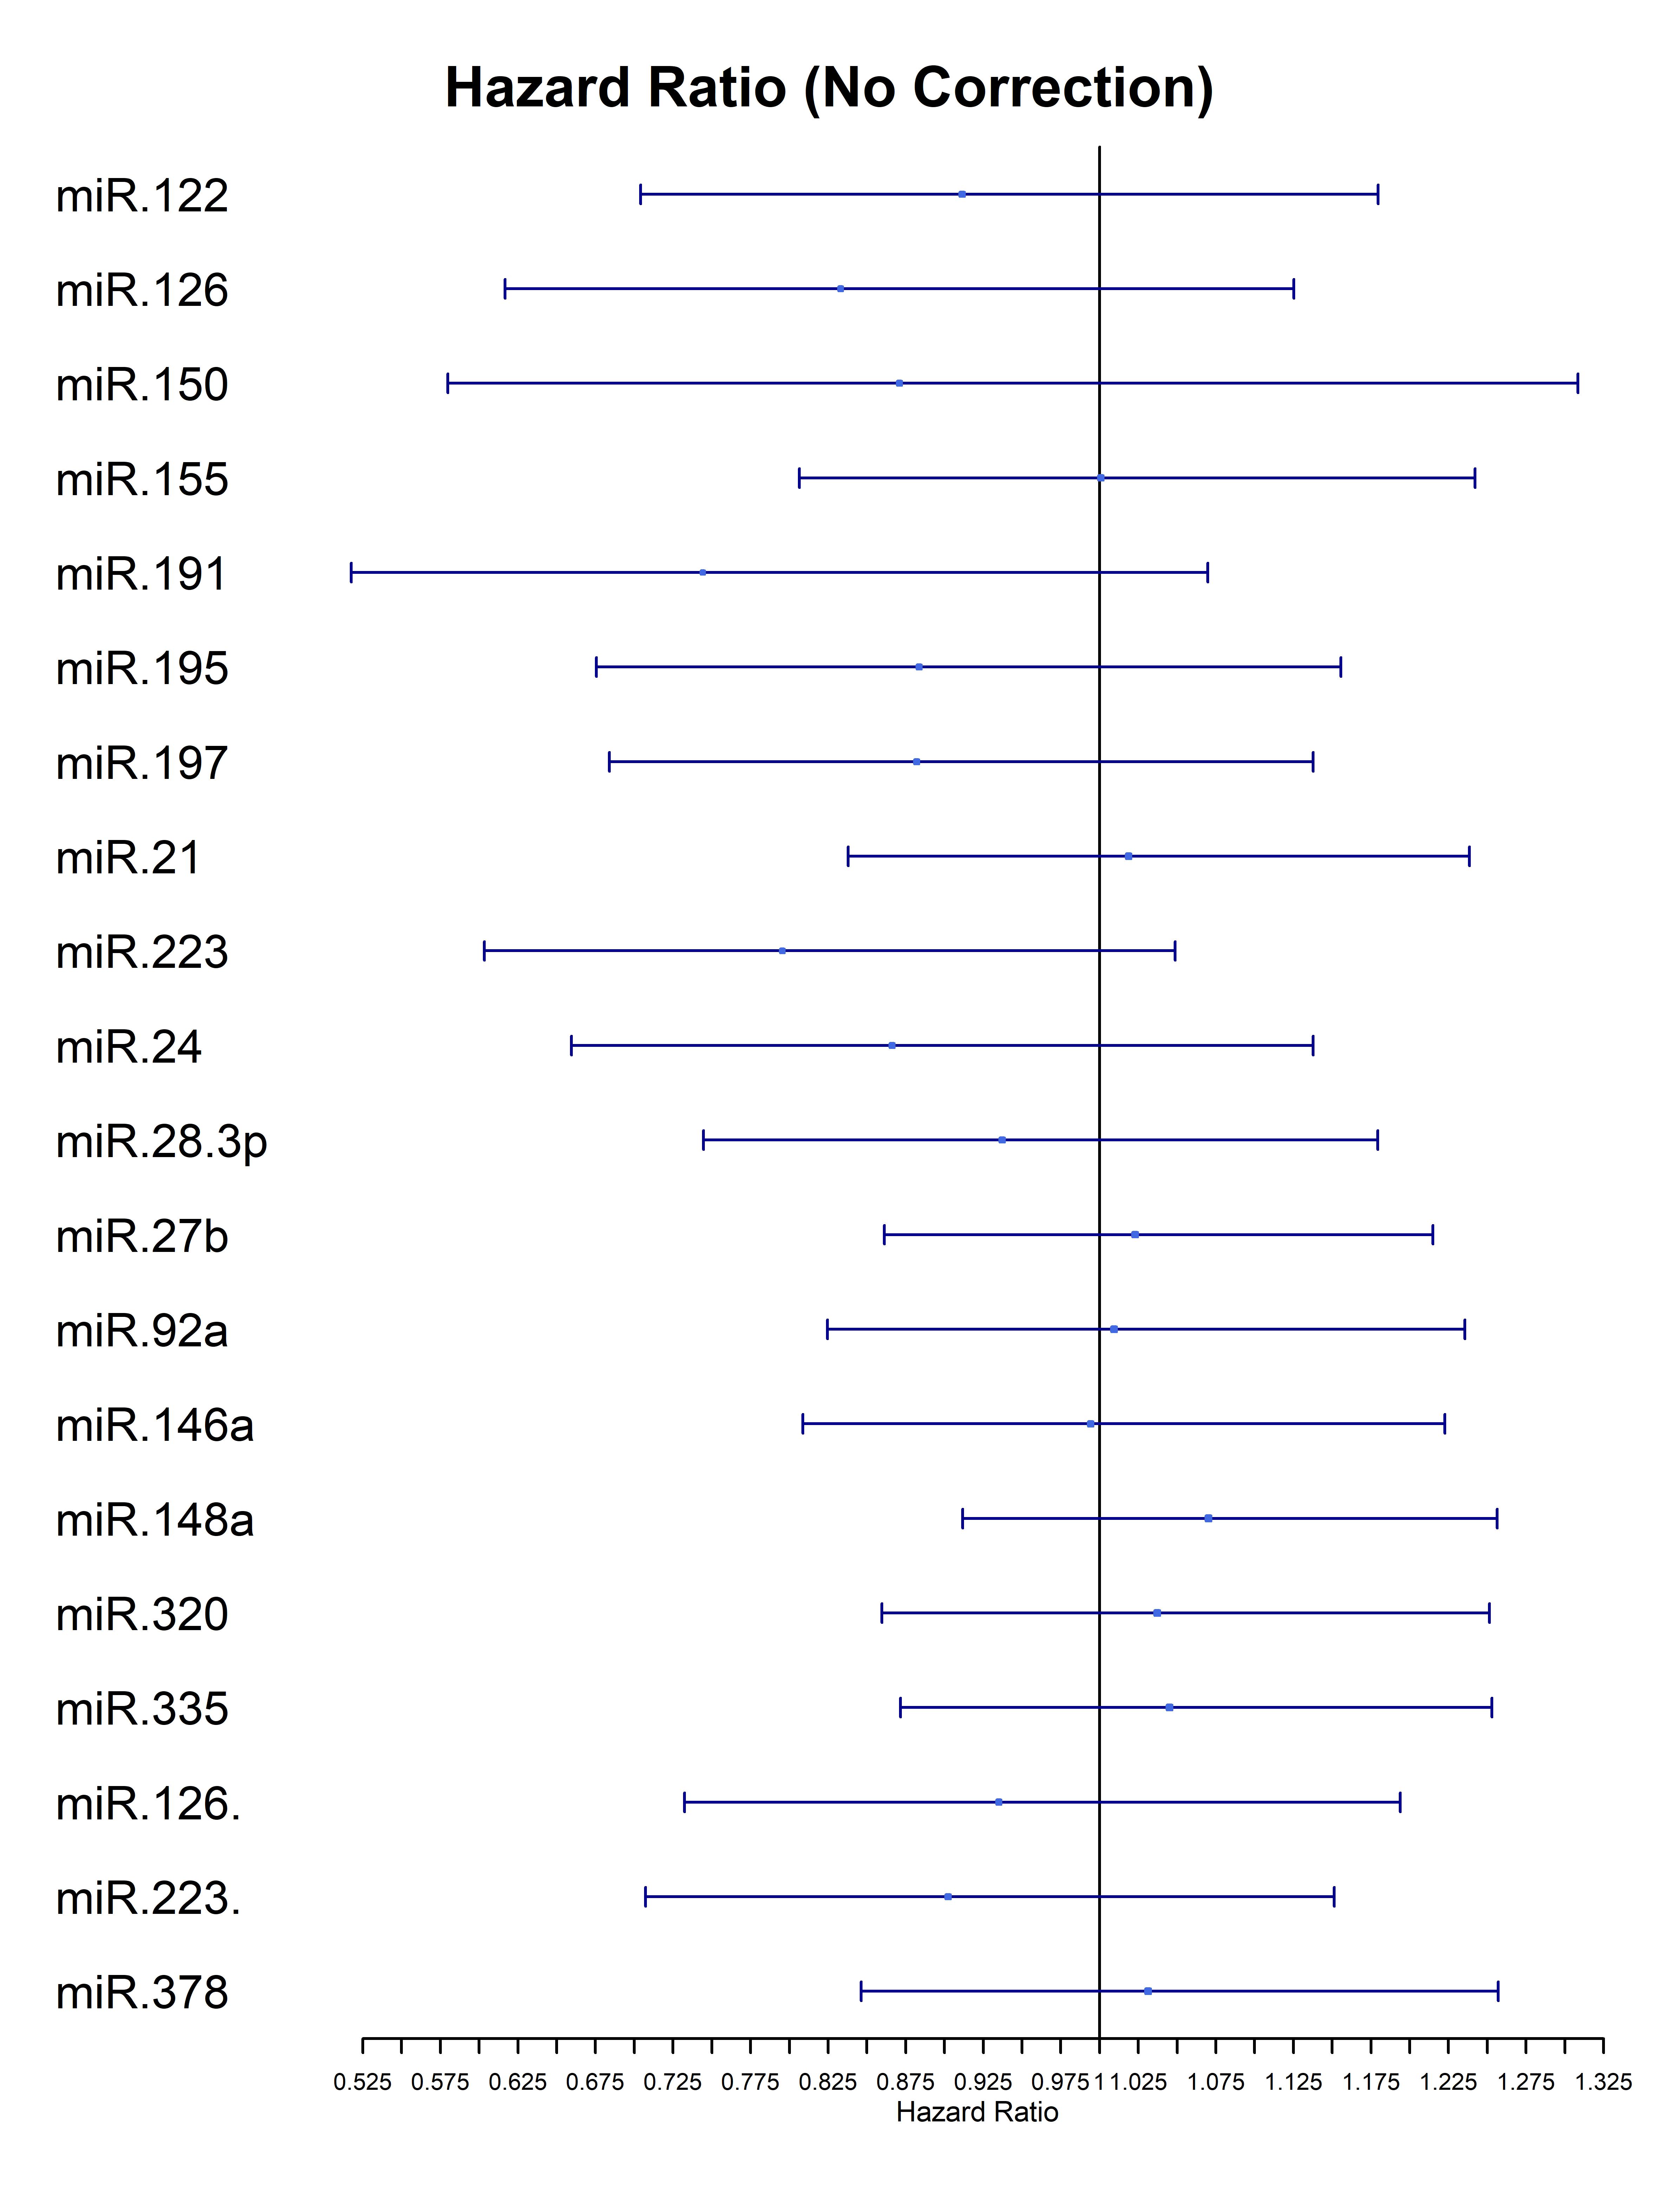 Hazard Ratio (No Correction)
miR.122
miR.126
miR.150
miR.155
miR.191
miR.195
miR.197
miR.21
miR.223
miR.24
miR.28.3p
miR.27b
miR.92a
miR.146a
miR.148a
miR.320
miR.335
miR.126.
miR.223.
miR.378
0.525 0.575 0.625 0.675 0.725 0.775 0.825 0.875 0.925 0.975 1 1.025 1.075 1.125 1.175 1.225 1.275 1.325
Hazard Ratio